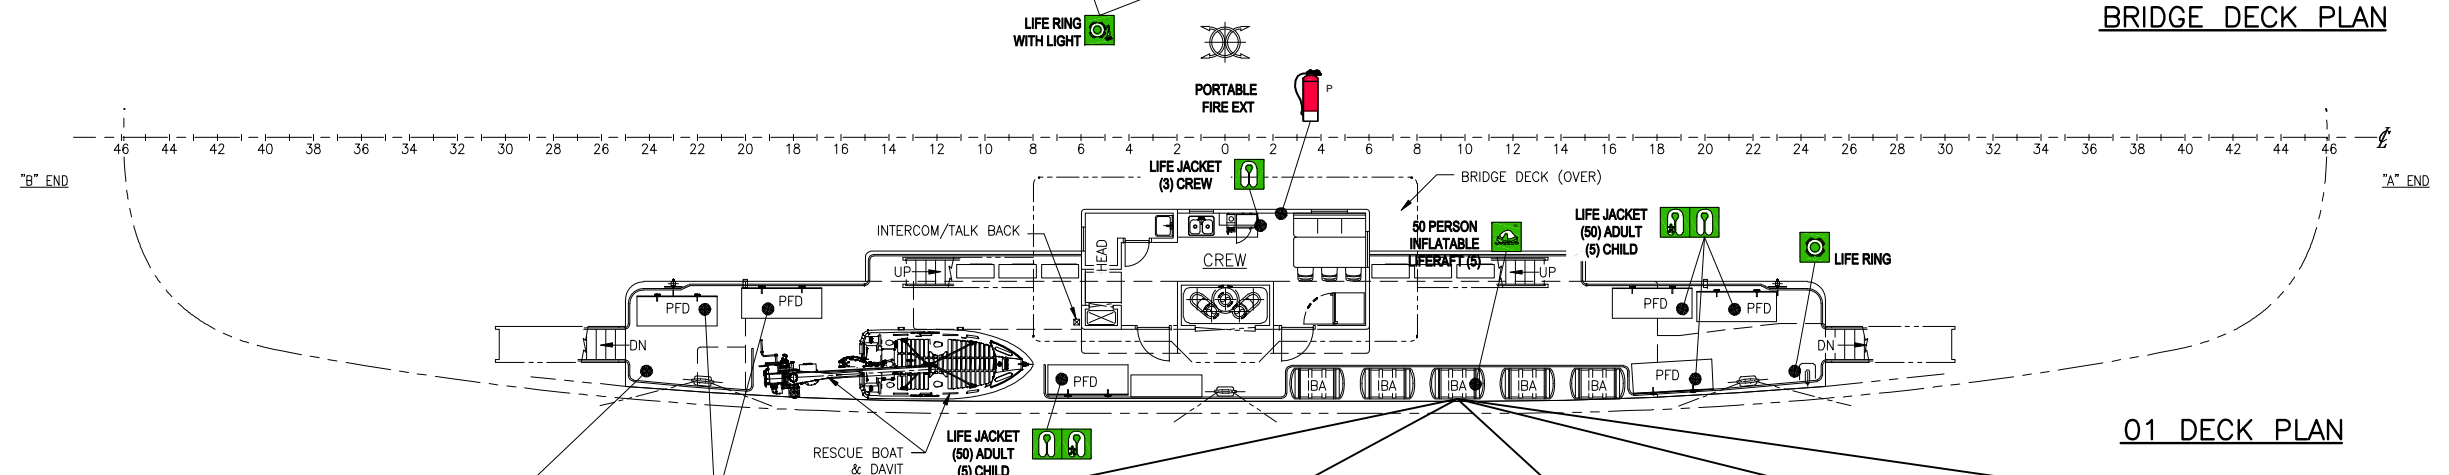 BRIDGE DECK PLAN
LIFE RING
WITH LIGHT
PORTABLE
FIRE EXT
P
46 44 42 40 38 36 34 32 30 28 26 24 22 20 18 16 14 12 10 8 6 4 2 0 2 4 6 8 10 12 14 16 18 20 22 24 26 28 30 32 34 36 38 40 42 44 46
"B" END
"A" END
LIFE JACKET
(3) CREW
BRIDGE DECK (OVER)
INTERCOM/TALK BACK
HEAD
CREW
50 PERSON
INFLATABLE
LIFERAFT (5)
LIFE JACKET
(50) ADULT
(5) CHILD
LIFE RING
UP
UP
PFD
PFD
PFD
PFD
DN
DN
PFD
PFD
IBA
IBA
IBA
IBA
IBA
RESCUE BOAT
& DAVIT
LIFE JACKET
(50) ADULT
(5) CHILD
01 DECK PLAN